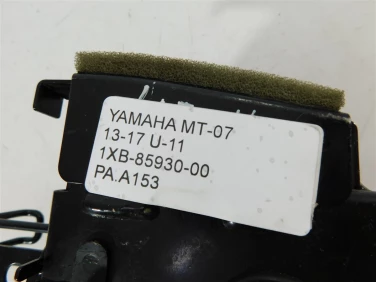 YAMAHA MT-07
13-17 U-11
1XB-85930-00
PA.A153